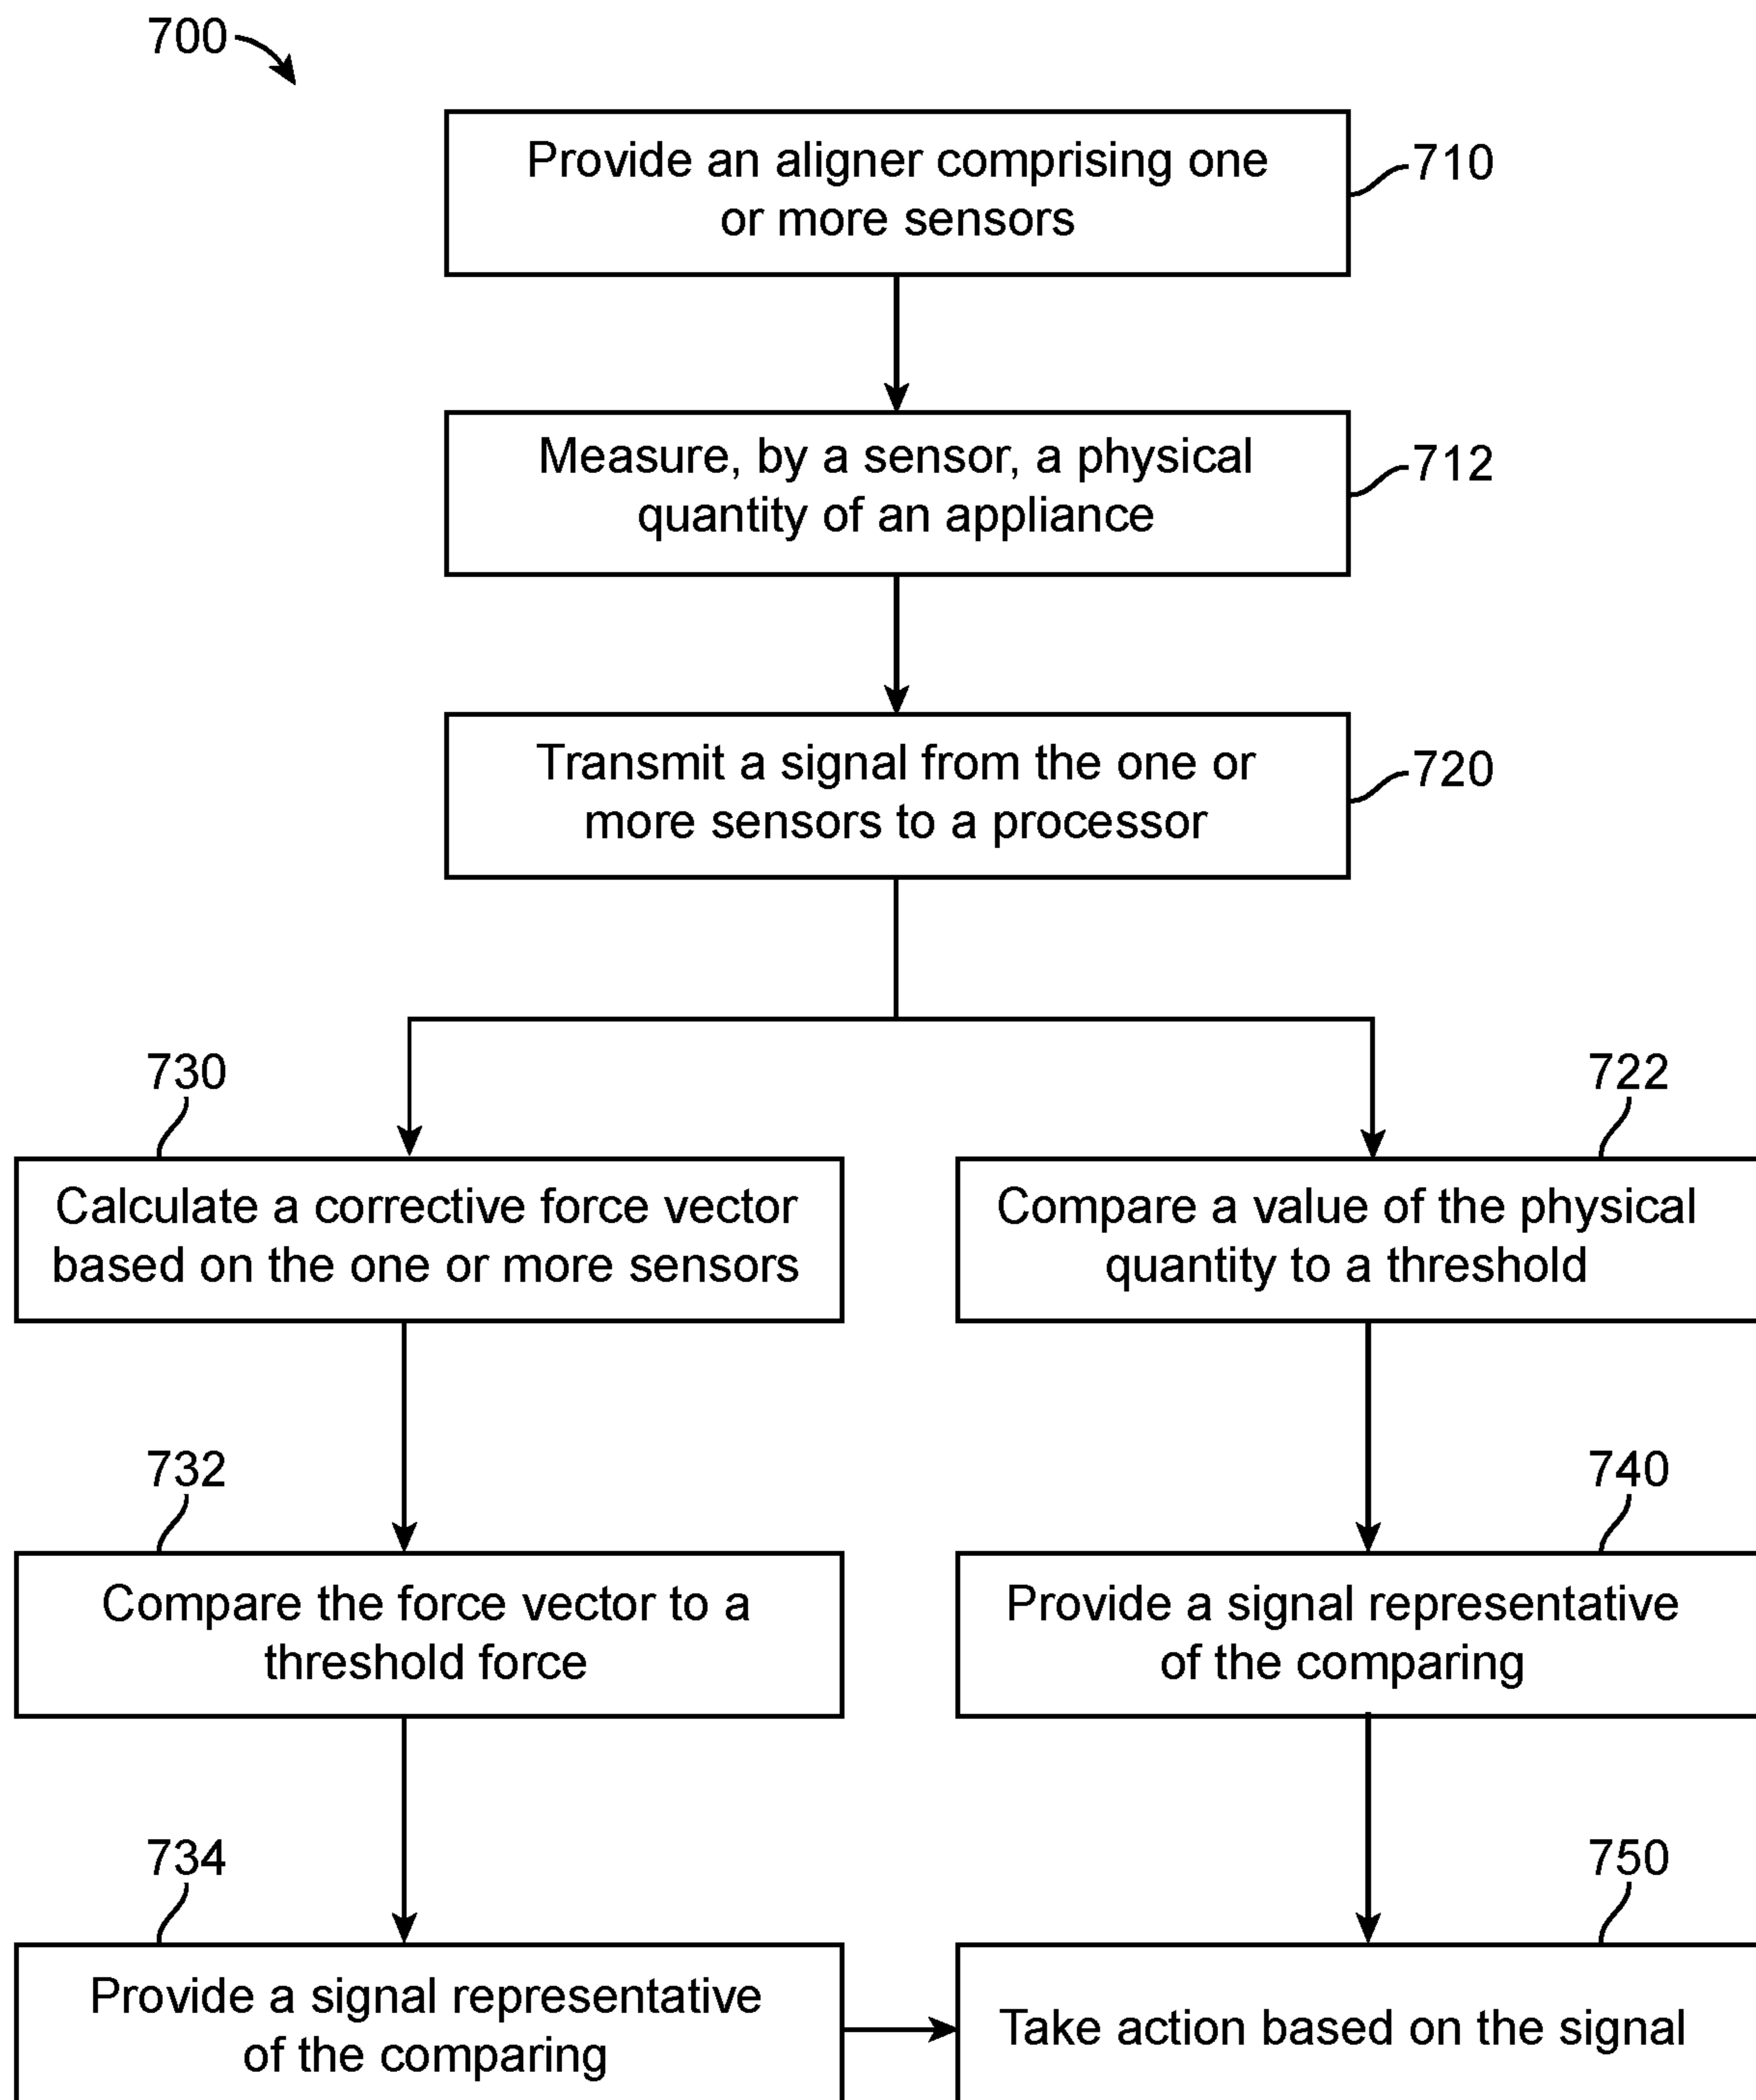 700
Provide an aligner comprising one
or more sensors
710
Measure, by a sensor, a physical
quantity of an appliance
712
Transmit a signal from the one or
more sensors to a processor
720
730
Calculate a corrective force vector
based on the one or more sensors
722
Compare a value of the physical
quantity to a threshold
732
Compare the force vector to a
threshold force
740
Provide a signal representative
of the comparing
734
Provide a signal representative
of the comparing
750
Take action based on the signal